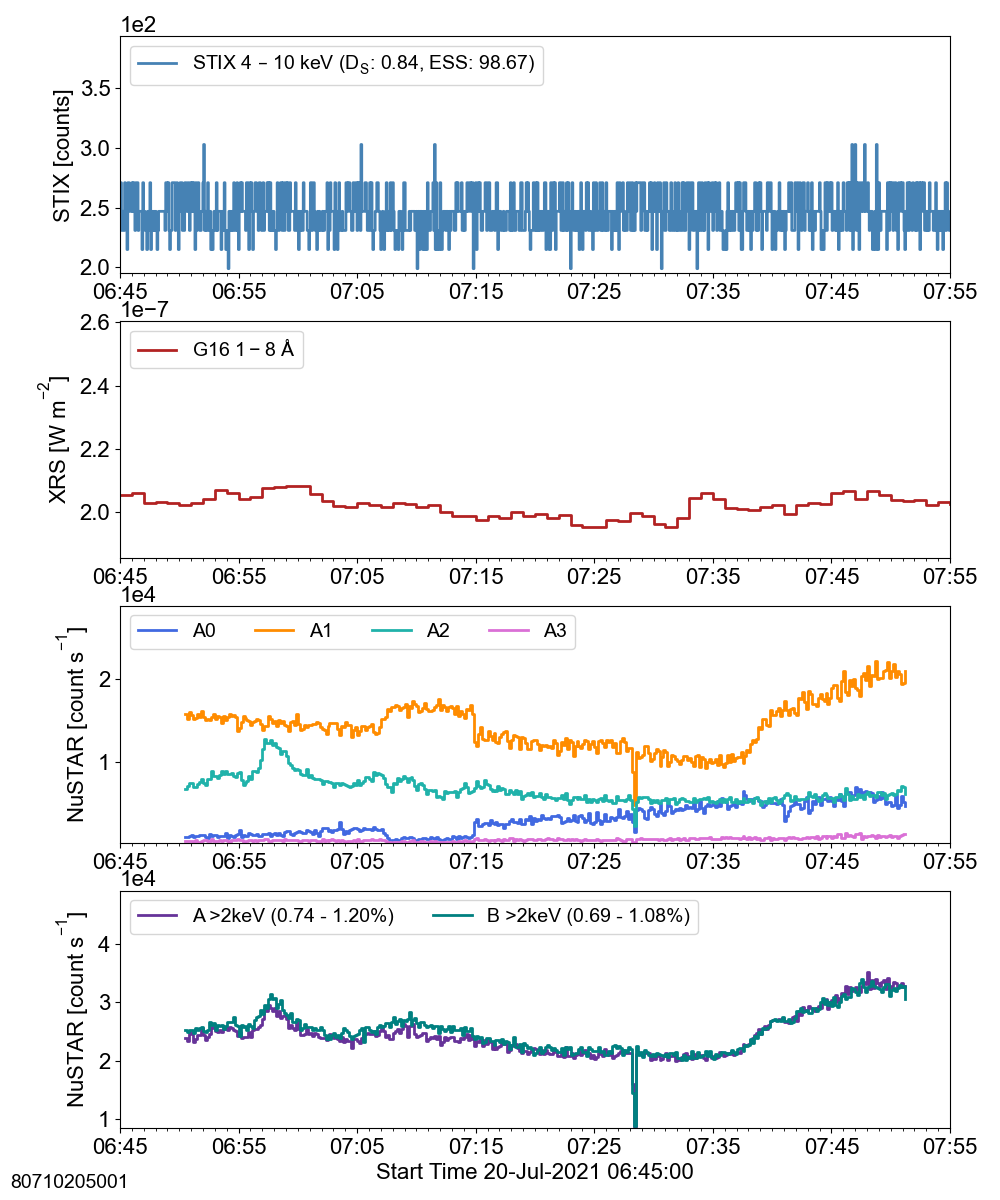 1e2
STIX 4 – 10 keV (D_S: 0.84, ESS: 98.67)
STIX [counts]
3.5
3.0
2.5
2.0
06:45 06:55 07:05 07:15 07:25 07:35 07:45 07:55
1e−7
2.6
G16 1 – 8 Å
XRS [W m⁻²]
2.4
2.2
2.0
06:45 06:55 07:05 07:15 07:25 07:35 07:45 07:55
1e4
A0 A1 A2 A3
NuSTAR [count s⁻¹]
2
1
06:45 06:55 07:05 07:15 07:25 07:35 07:45 07:55
1e4
A >2keV (0.74 - 1.20%) B >2keV (0.69 - 1.08%)
NuSTAR [count s⁻¹]
4
3
2
1
06:45 06:55 07:05 07:15 07:25 07:35 07:45 07:55
Start Time 20-Jul-2021 06:45:00
80710205001